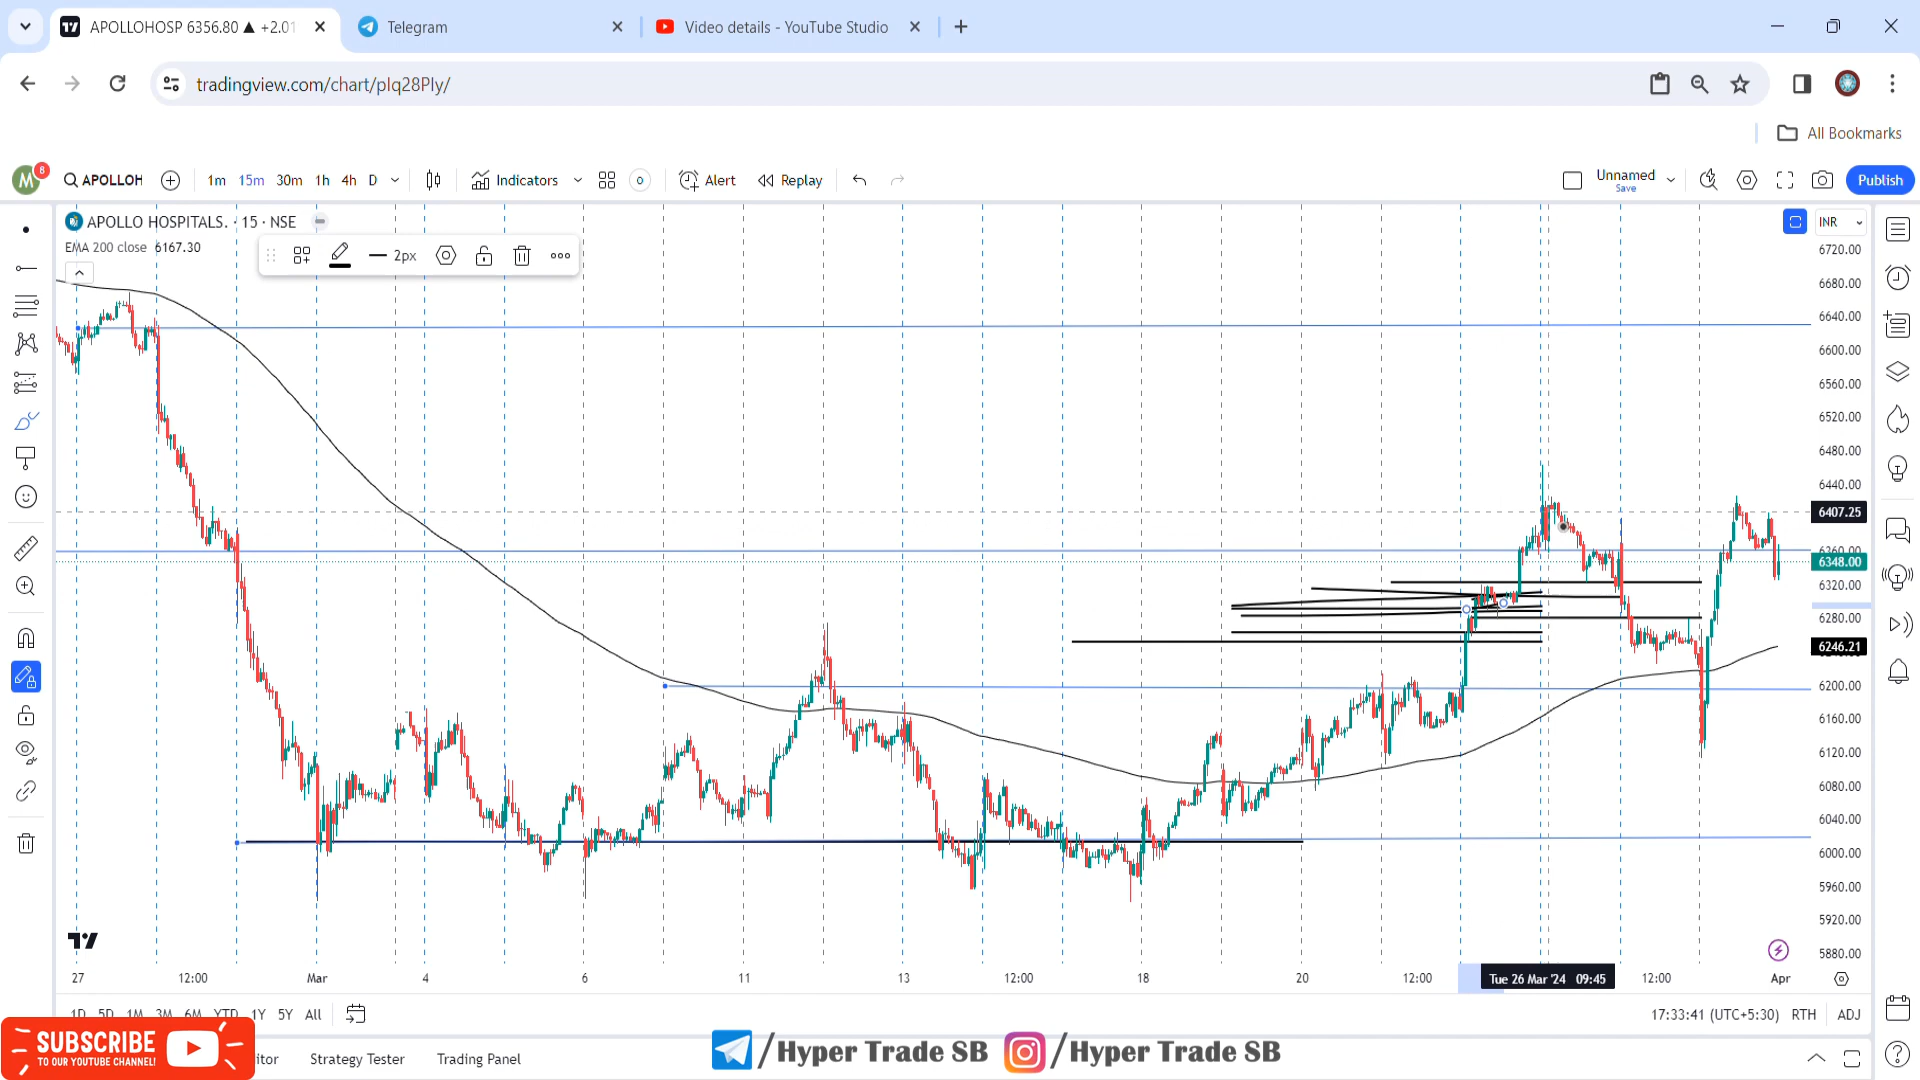 APOLLOHOSP 6356.80 ▲ +2.01
Telegram
Video details - YouTube Studio
tradingview.com/chart/pIq28PIy/
All Bookmarks
M 8
APOLLOH
1m 15m 30m 1h 4h D
Indicators
Alert
Replay
Unnamed
Save
Publish
APOLLO HOSPITALS. · 15 · NSE
EMA 200 close 6167.30
2px
INR
6720.00
6680.00
6640.00
6600.00
6560.00
6520.00
6480.00
6440.00
6407.25
6360.00
6348.00
6320.00
6280.00
6246.21
6200.00
6160.00
6120.00
6080.00
6040.00
6000.00
5960.00
5920.00
5880.00
27 12:00 Mar 4 6 11 13 12:00 18 20 12:00 Tue 26 Mar '24 09:45 12:00 Apr
1D 5D 1M 3M 6M YTD 1Y 5Y All
17:33:41 (UTC+5:30) RTH ADJ
SUBSCRIBE
TO OUR YOUTUBE CHANNEL!
itor
Strategy Tester
Trading Panel
/Hyper Trade SB
/Hyper Trade SB